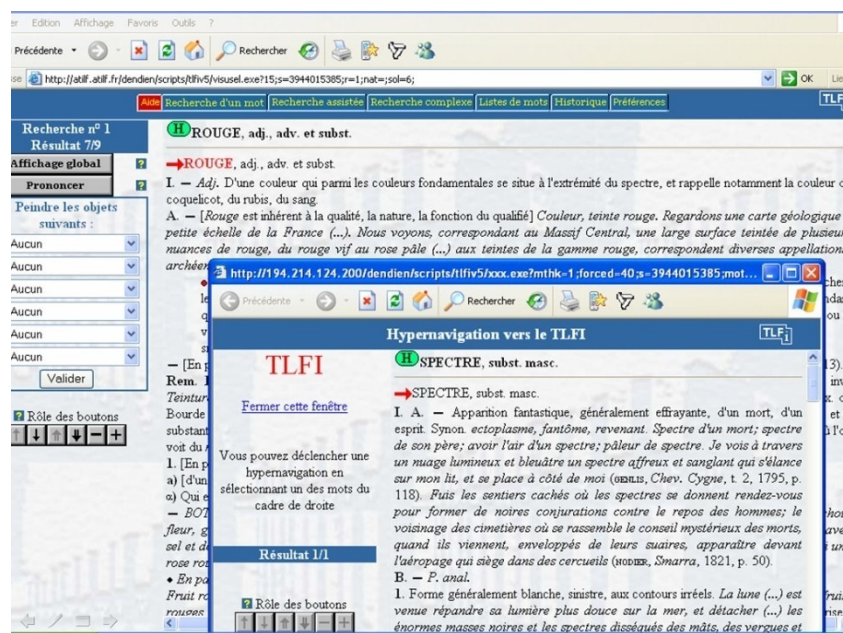 er Edition Affichage Favoris Outils ?
Précédente Rechercher
se http://atilf.atilf.fr/dendien/scripts/tlfiv5/visusel.exe?15;s=3944015385;r=1;nat=;sol=6; OK Lie
Aide Recherche d'un mot Recherche assistée Recherche complexe Listes de mots Historique Préférences TLF
Recherche n° 1
Résultat 7/9
Affichage global
Prononcer
Peindre les objets
suivants :
Aucun
Aucun
Aucun
Aucun
Aucun
Aucun
Valider
Rôle des boutons
H ROUGE, adj., adv. et subst.
ROUGE, adj., adv. et subst.
I. — Adj. D'une couleur qui parmi les couleurs fondamentales se situe à l'extrémité du spectre, et rappelle notamment la couleur
coquelicot, du rubis, du sang.
A. — [Rouge est inhérent à la qualité, la nature, la fonction du qualifié] Couleur, teinte rouge. Regardons une carte géologique
petite échelle de la France (...). Nous voyons, correspondant au Massif Central, une large surface teintée de plusieur
nuances de rouge, du rouge vif au rose pâle (...) aux teintes de la gamme rouge, correspondent diverses appellation
archéen
— [En p
Rem.
Teintur
Bourde
substant
voit du
1. [En p
a) [d'un
α) Qui e
— BOT
fleur, g
sel et d
rose rou
• En pa
Fruit ro
rouges
http://194.214.124.200/dendien/scripts/tlfiv5/xxx.exe?mthk=1;forced=40;s=3944015385;mot...
Précédente Rechercher
Hypernavigation vers le TLFI TLFi
TLFI
Fermer cette fenêtre
Vous pouvez déclencher une
hypernavigation en
sélectionnant un des mots du
cadre de droite
Résultat 1/1
Rôle des boutons
H SPECTRE, subst. masc.
SPECTRE, subst. masc.
I. A. — Apparition fantastique, généralement effrayante, d'un mort, d'un
esprit. Synon. ectoplasme, fantôme, revenant. Spectre d'un mort; spectre
de son père; avoir l'air d'un spectre; pâleur de spectre. Je vois à travers
un nuage lumineux et bleuâtre un spectre affreux et sanglant qui s'élance
sur mon lit, et se place à côté de moi (GENLIS, Chev. Cygne, t. 2, 1795, p.
118). Fuis les sentiers cachés où les spectres se donnent rendez-vous
pour former de noires conjurations contre le repos des hommes; le
voisinage des cimetières où se rassemble le conseil mystérieux des morts,
quand ils viennent, enveloppés de leurs suaires, apparaître devant
l'aéropage qui siège dans des cercueils (NODIER, Smarra, 1821, p. 50).
B. — P. anal.
1. Forme généralement blanche, sinistre, aux contours irréels. La lune (...) est
venue répandre sa lumière plus douce sur la mer, et détacher (...) les
énormes masses noires et les spectres disséqués des mâts, des vergues et